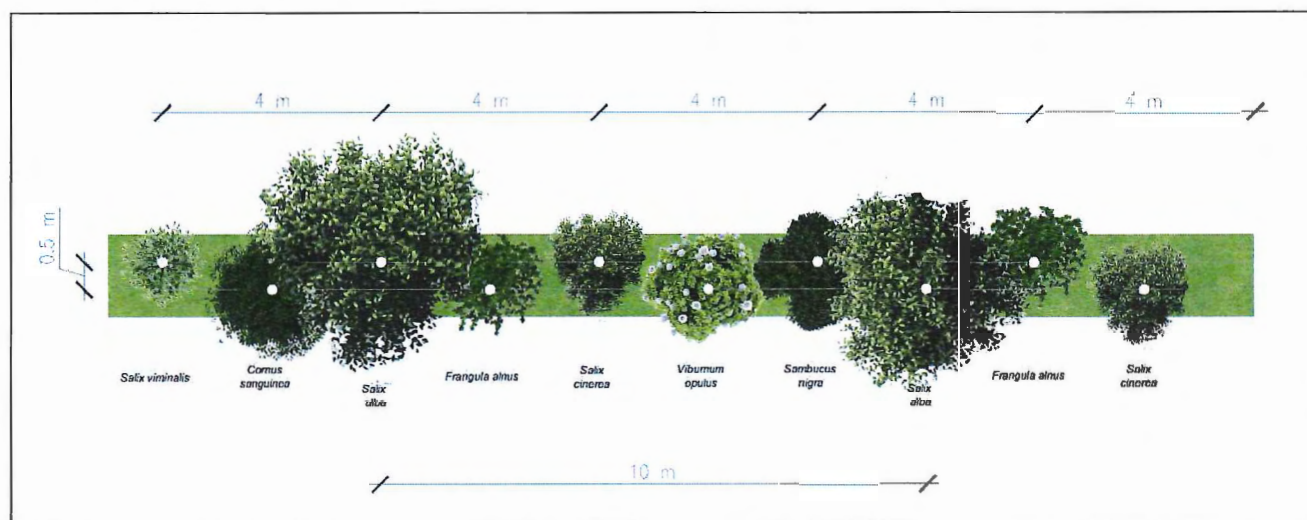 4 m
4 m
4 m
4 m
4 m
0.5 m
Salix viminalis
Cornus
sanguinea
Salix
alba
Frangula alnus
Salix
cinerea
Viburnum
opulus
Sambucus
nigra
Salix
alba
Frangula alnus
Salix
cinerea
10 m